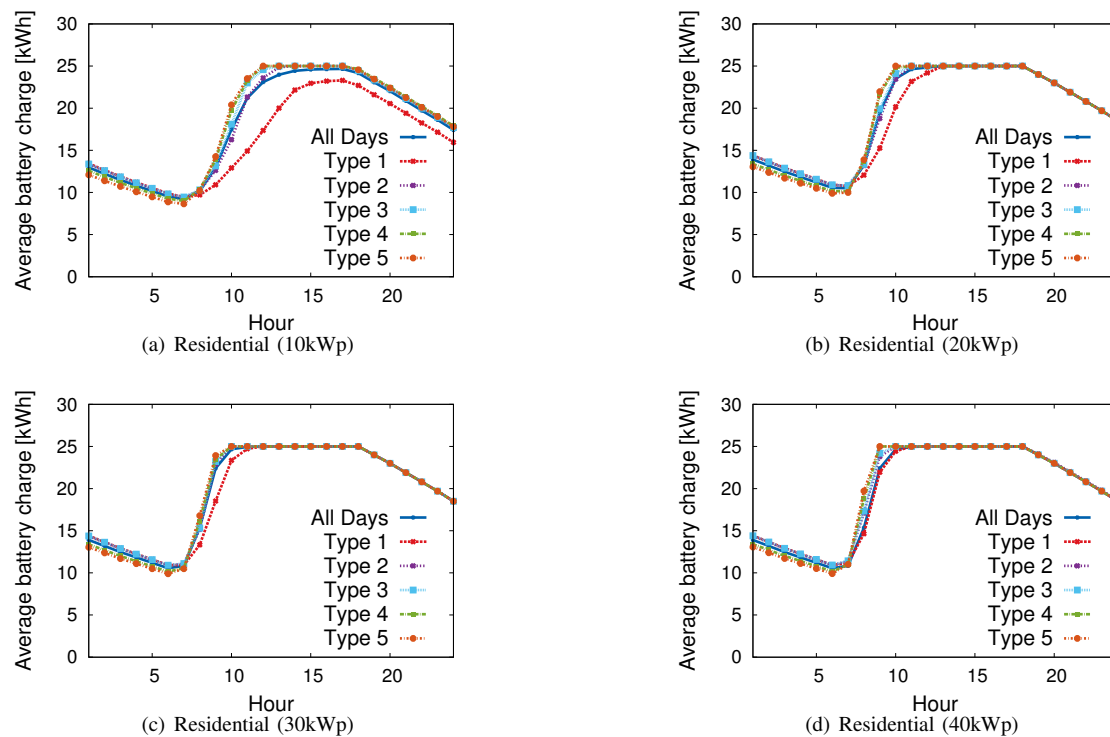 Average battery charge [kWh]
30
25
20
15
10
5
0
All Days
Type 1
Type 2
Type 3
Type 4
Type 5
5 10 15 20
Hour
(a) Residential (10kWp)
Average battery charge [kWh]
30
25
20
15
10
5
0
All Days
Type 1
Type 2
Type 3
Type 4
Type 5
5 10 15 20
Hour
(b) Residential (20kWp)
Average battery charge [kWh]
30
25
20
15
10
5
0
All Days
Type 1
Type 2
Type 3
Type 4
Type 5
5 10 15 20
Hour
(c) Residential (30kWp)
Average battery charge [kWh]
30
25
20
15
10
5
0
All Days
Type 1
Type 2
Type 3
Type 4
Type 5
5 10 15 20
Hour
(d) Residential (40kWp)